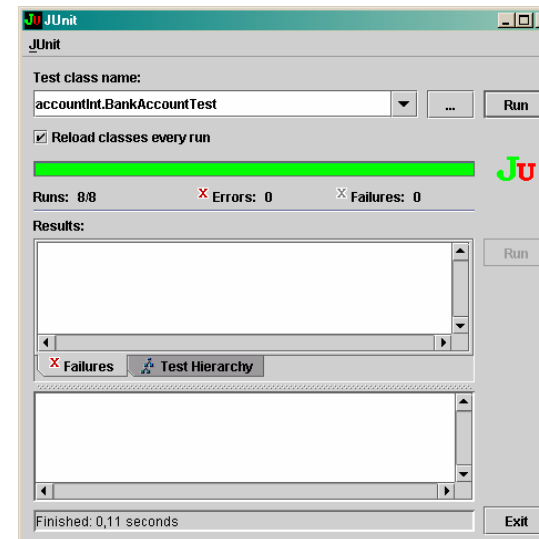 JU JUnit
JUnit
Test class name:
accountInt.BankAccountTest ... Run
Reload classes every run
JU
Runs: 8/8 X Errors: 0 X Failures: 0
Results:
Run
X Failures Test Hierarchy
Finished: 0,11 seconds Exit